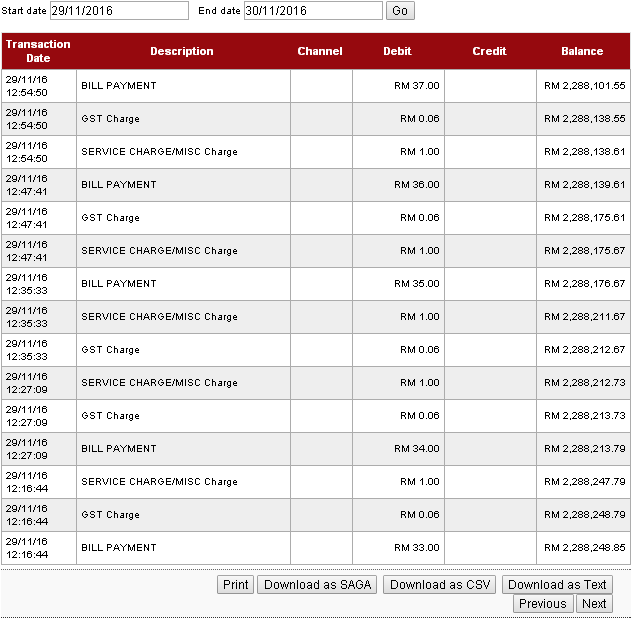 Start date 29/11/2016 End date 30/11/2016 Go
Transaction Date Description Channel Debit Credit Balance
29/11/16 12:54:50 BILL PAYMENT RM 37.00 RM 2,288,101.55
29/11/16 12:54:50 GST Charge RM 0.06 RM 2,288,138.55
29/11/16 12:54:50 SERVICE CHARGE/MISC Charge RM 1.00 RM 2,288,138.61
29/11/16 12:47:41 BILL PAYMENT RM 36.00 RM 2,288,139.61
29/11/16 12:47:41 GST Charge RM 0.06 RM 2,288,175.61
29/11/16 12:47:41 SERVICE CHARGE/MISC Charge RM 1.00 RM 2,288,175.67
29/11/16 12:35:33 BILL PAYMENT RM 35.00 RM 2,288,176.67
29/11/16 12:35:33 SERVICE CHARGE/MISC Charge RM 1.00 RM 2,288,211.67
29/11/16 12:35:33 GST Charge RM 0.06 RM 2,288,212.67
29/11/16 12:27:09 SERVICE CHARGE/MISC Charge RM 1.00 RM 2,288,212.73
29/11/16 12:27:09 GST Charge RM 0.06 RM 2,288,213.73
29/11/16 12:27:09 BILL PAYMENT RM 34.00 RM 2,288,213.79
29/11/16 12:16:44 SERVICE CHARGE/MISC Charge RM 1.00 RM 2,288,247.79
29/11/16 12:16:44 GST Charge RM 0.06 RM 2,288,248.79
29/11/16 12:16:44 BILL PAYMENT RM 33.00 RM 2,288,248.85
Print Download as SAGA Download as CSV Download as Text
Previous Next